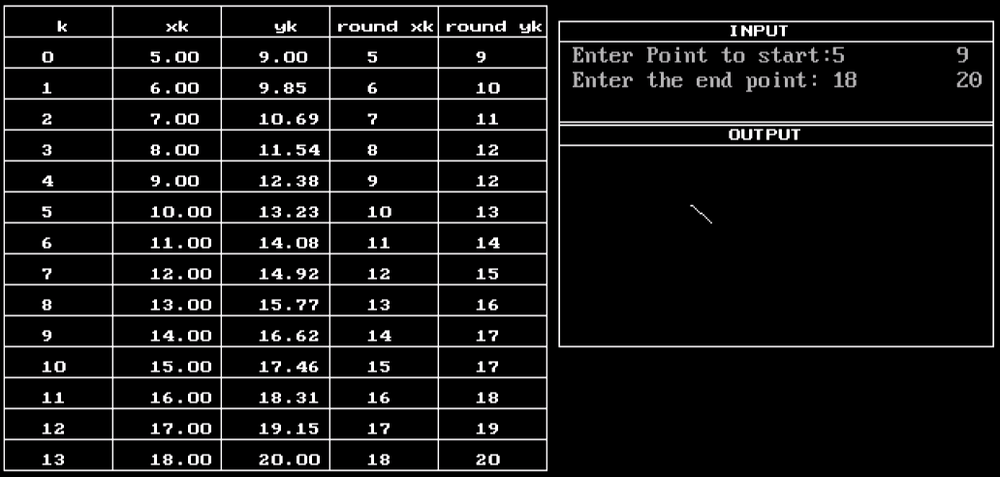 k xk yk round xk round yk
0 5.00 9.00 5 9
1 6.00 9.85 6 10
2 7.00 10.69 7 11
3 8.00 11.54 8 12
4 9.00 12.38 9 12
5 10.00 13.23 10 13
6 11.00 14.08 11 14
7 12.00 14.92 12 15
8 13.00 15.77 13 16
9 14.00 16.62 14 17
10 15.00 17.46 15 17
11 16.00 18.31 16 18
12 17.00 19.15 17 19
13 18.00 20.00 18 20
INPUT
Enter Point to start:5 9
Enter the end point: 18 20
OUTPUT